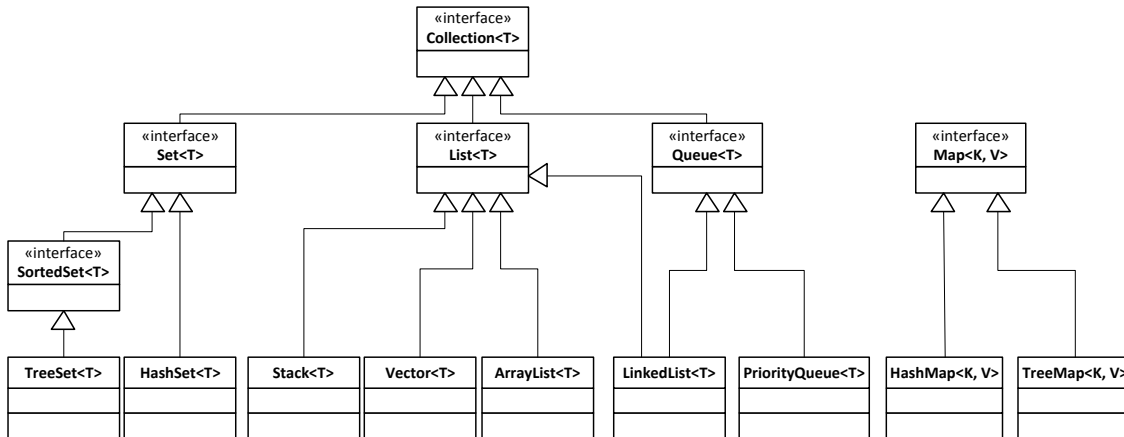 «interface»
Collection<T>
«interface»
Set<T>
«interface»
List<T>
«interface»
Queue<T>
«interface»
Map<K, V>
«interface»
SortedSet<T>
TreeSet<T>
HashSet<T>
Stack<T>
Vector<T>
ArrayList<T>
LinkedList<T>
PriorityQueue<T>
HashMap<K, V>
TreeMap<K, V>